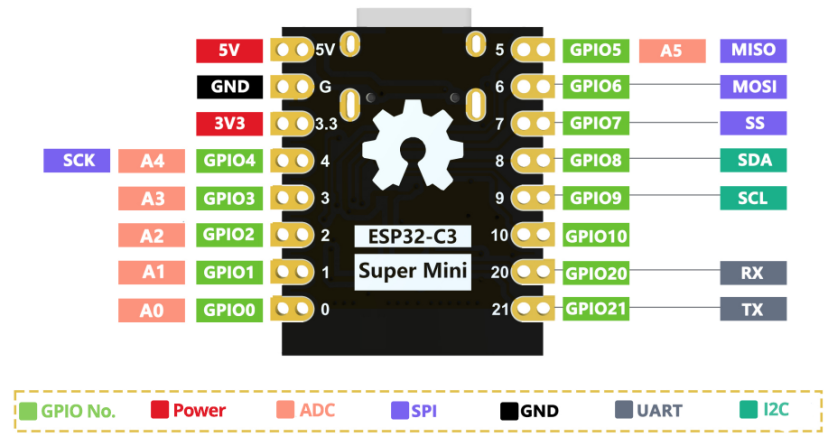 5V 5V 5 GPIO5 A5 MISO
GND G 6 GPIO6 MOSI
3V3 3.3 7 GPIO7 SS
SCK A4 GPIO4 4 8 GPIO8 SDA
A3 GPIO3 3 9 GPIO9 SCL
A2 GPIO2 2 ESP32-C3 10 GPIO10
A1 GPIO1 1 Super Mini 20 GPIO20 RX
A0 GPIO0 0 21 GPIO21 TX
GPIO No. Power ADC SPI GND UART I2C